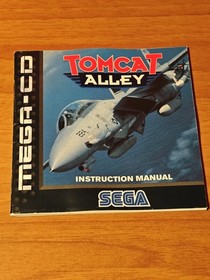 MEGA-CD
TOMCAT
ALLEY
INSTRUCTION MANUAL
SEGA